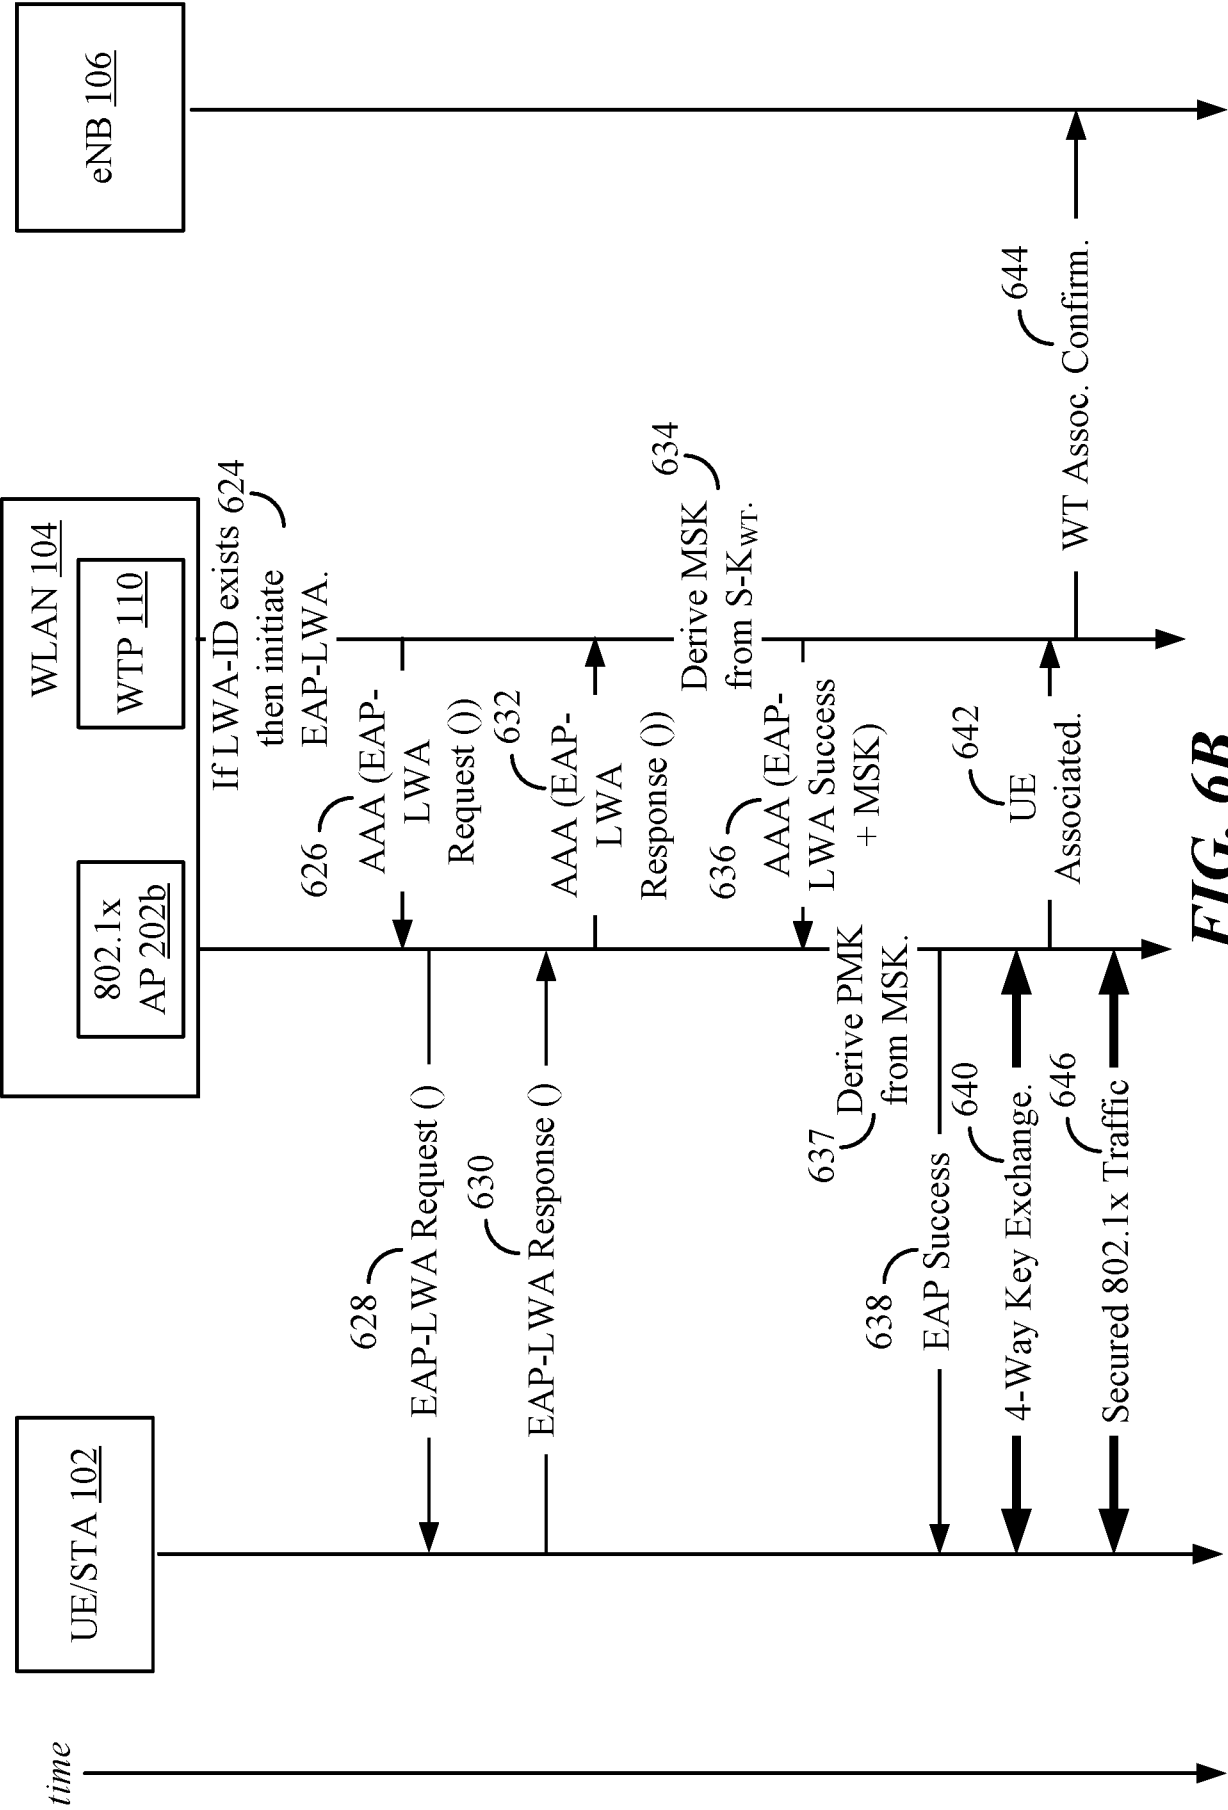 time
UE/STA 102
WLAN 104
802.1x
AP 202b
WTP 110
eNB 106
If LWA-ID exists
then initiate
EAP-LWA.
624
626
AAA (EAP-
LWA
Request ())
628
EAP-LWA Request ()
630
EAP-LWA Response ()
632
AAA (EAP-
LWA
Response ())
634
Derive MSK
from S-KWT.
636
AAA (EAP-
LWA Success
+ MSK)
637
Derive PMK
from MSK.
638
EAP Success
640
4-Way Key Exchange.
642
UE
Associated.
644
WT Assoc. Confirm.
646
Secured 802.1x Traffic
FIG. 6B